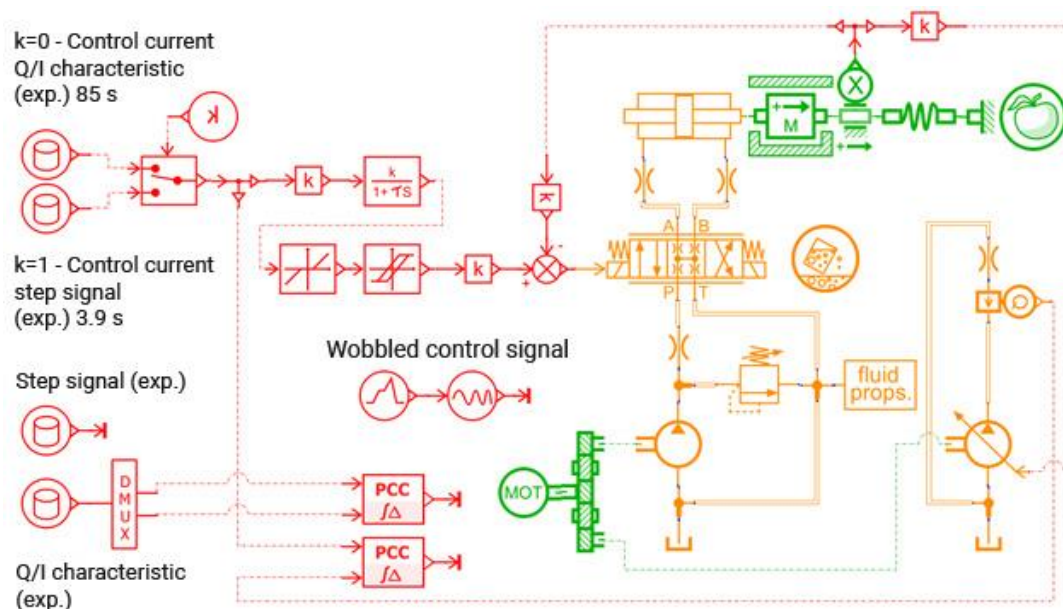 k=0 - Control current
Q/I characteristic
(exp.) 85 s
k
k
k
k
1+τS
k
k
k
+
-
k=1 - Control current
step signal
(exp.) 3.9 s
Step signal (exp.)
DMUX
Q/I characteristic
(exp.)
Wobbled control signal
PCC
∫Δ
PCC
∫Δ
MOT
A B
P T
+
M
X
+
fluid
props.